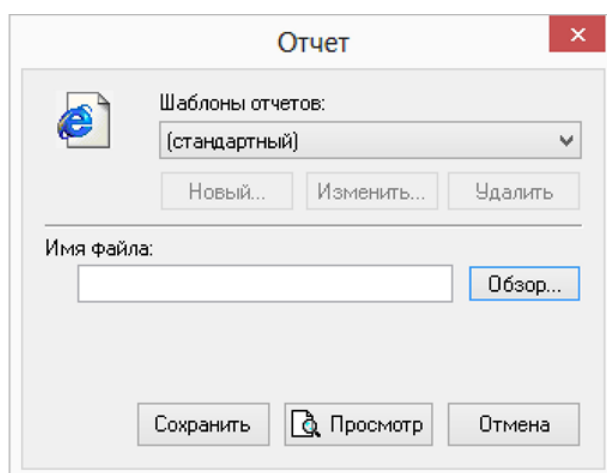 Отчет
Шаблоны отчетов:
(стандартный)
Новый... Изменить... Удалить
Имя файла:
Обзор...
Сохранить Просмотр Отмена